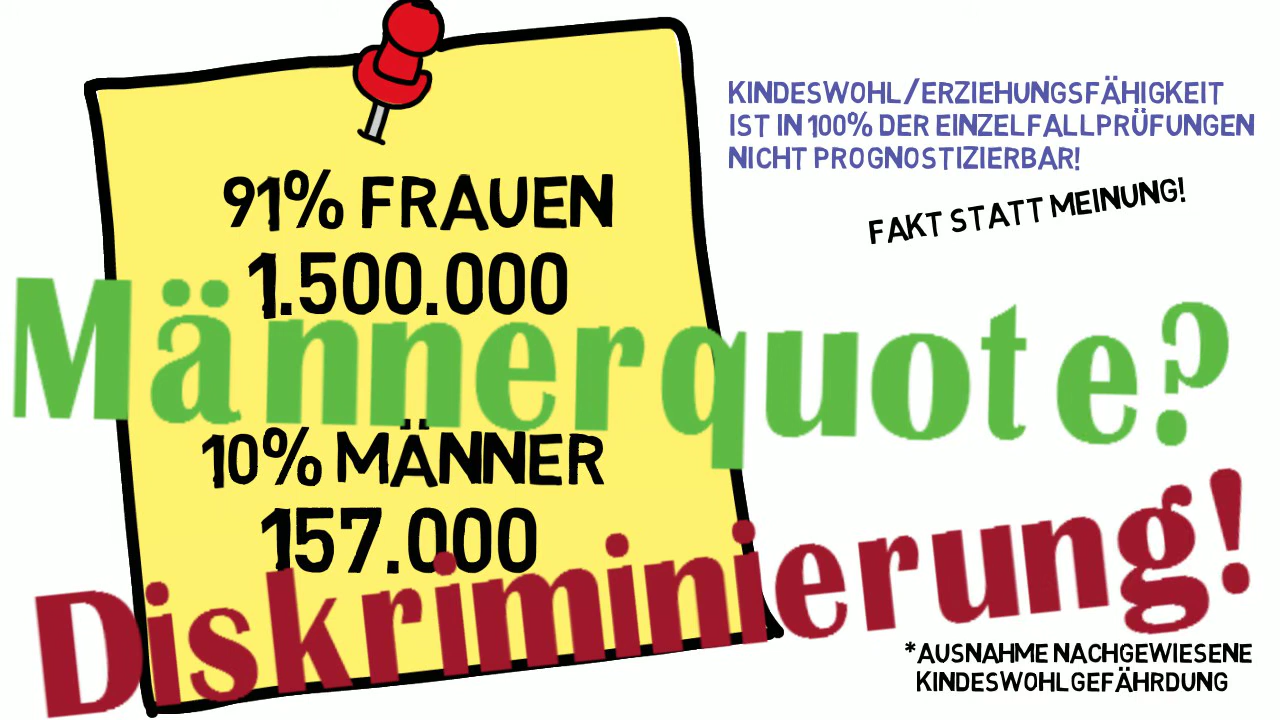 91% FRAUEN
1.500.000
10% MÄNNER
157.000
KINDESWOHL/ERZIEHUNGSFÄHIGKEIT
IST IN 100% DER EINZELFALLPRÜFUNGEN
NICHT PROGNOSTIZIERBAR!
FAKT STATT MEINUNG!
Männerquote?
Diskriminierung!
*AUSNAHME NACHGEWIESENE
KINDESWOHLGEFÄHRDUNG